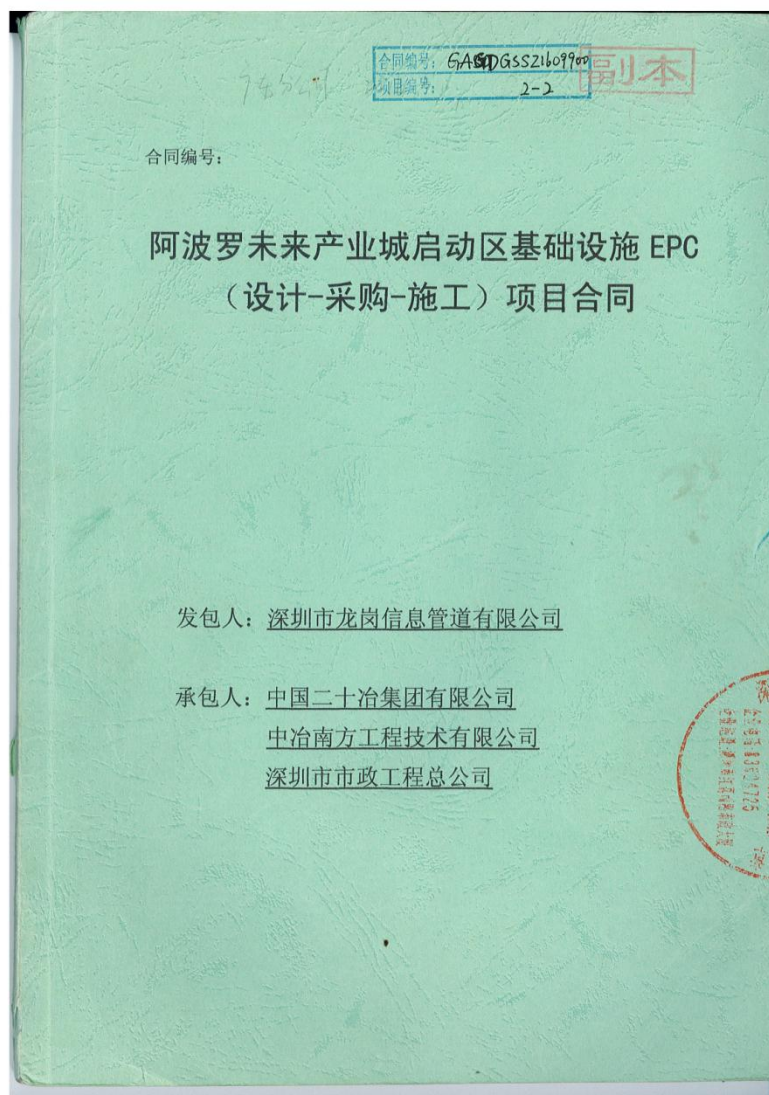 合同编号:
项目编号: 2-2
副本
合同编号:
阿波罗未来产业城启动区基础设施 EPC
（设计-采购-施工）项目合同
发包人: 深圳市龙岗信息管道有限公司
承包人: 中国二十冶集团有限公司
中冶南方工程技术有限公司
深圳市市政工程总公司